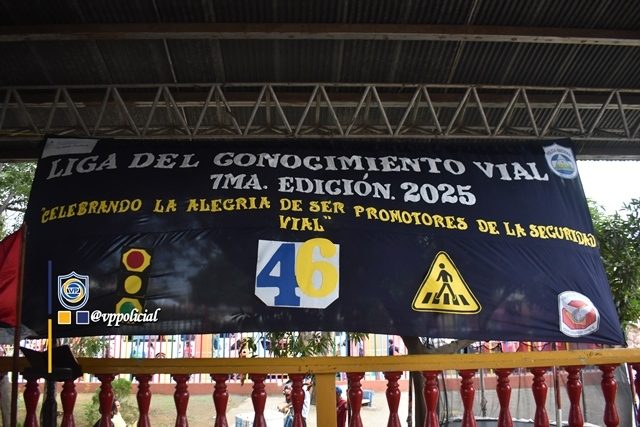 LIGA DEL CONOCIMIENTO VIAL
7MA. EDICIÓN. 2025
"CELEBRANDO LA ALEGRIA DE SER PROMOTORES DE LA SEGURIDAD
VIAL"
46
VP
@vppolicial